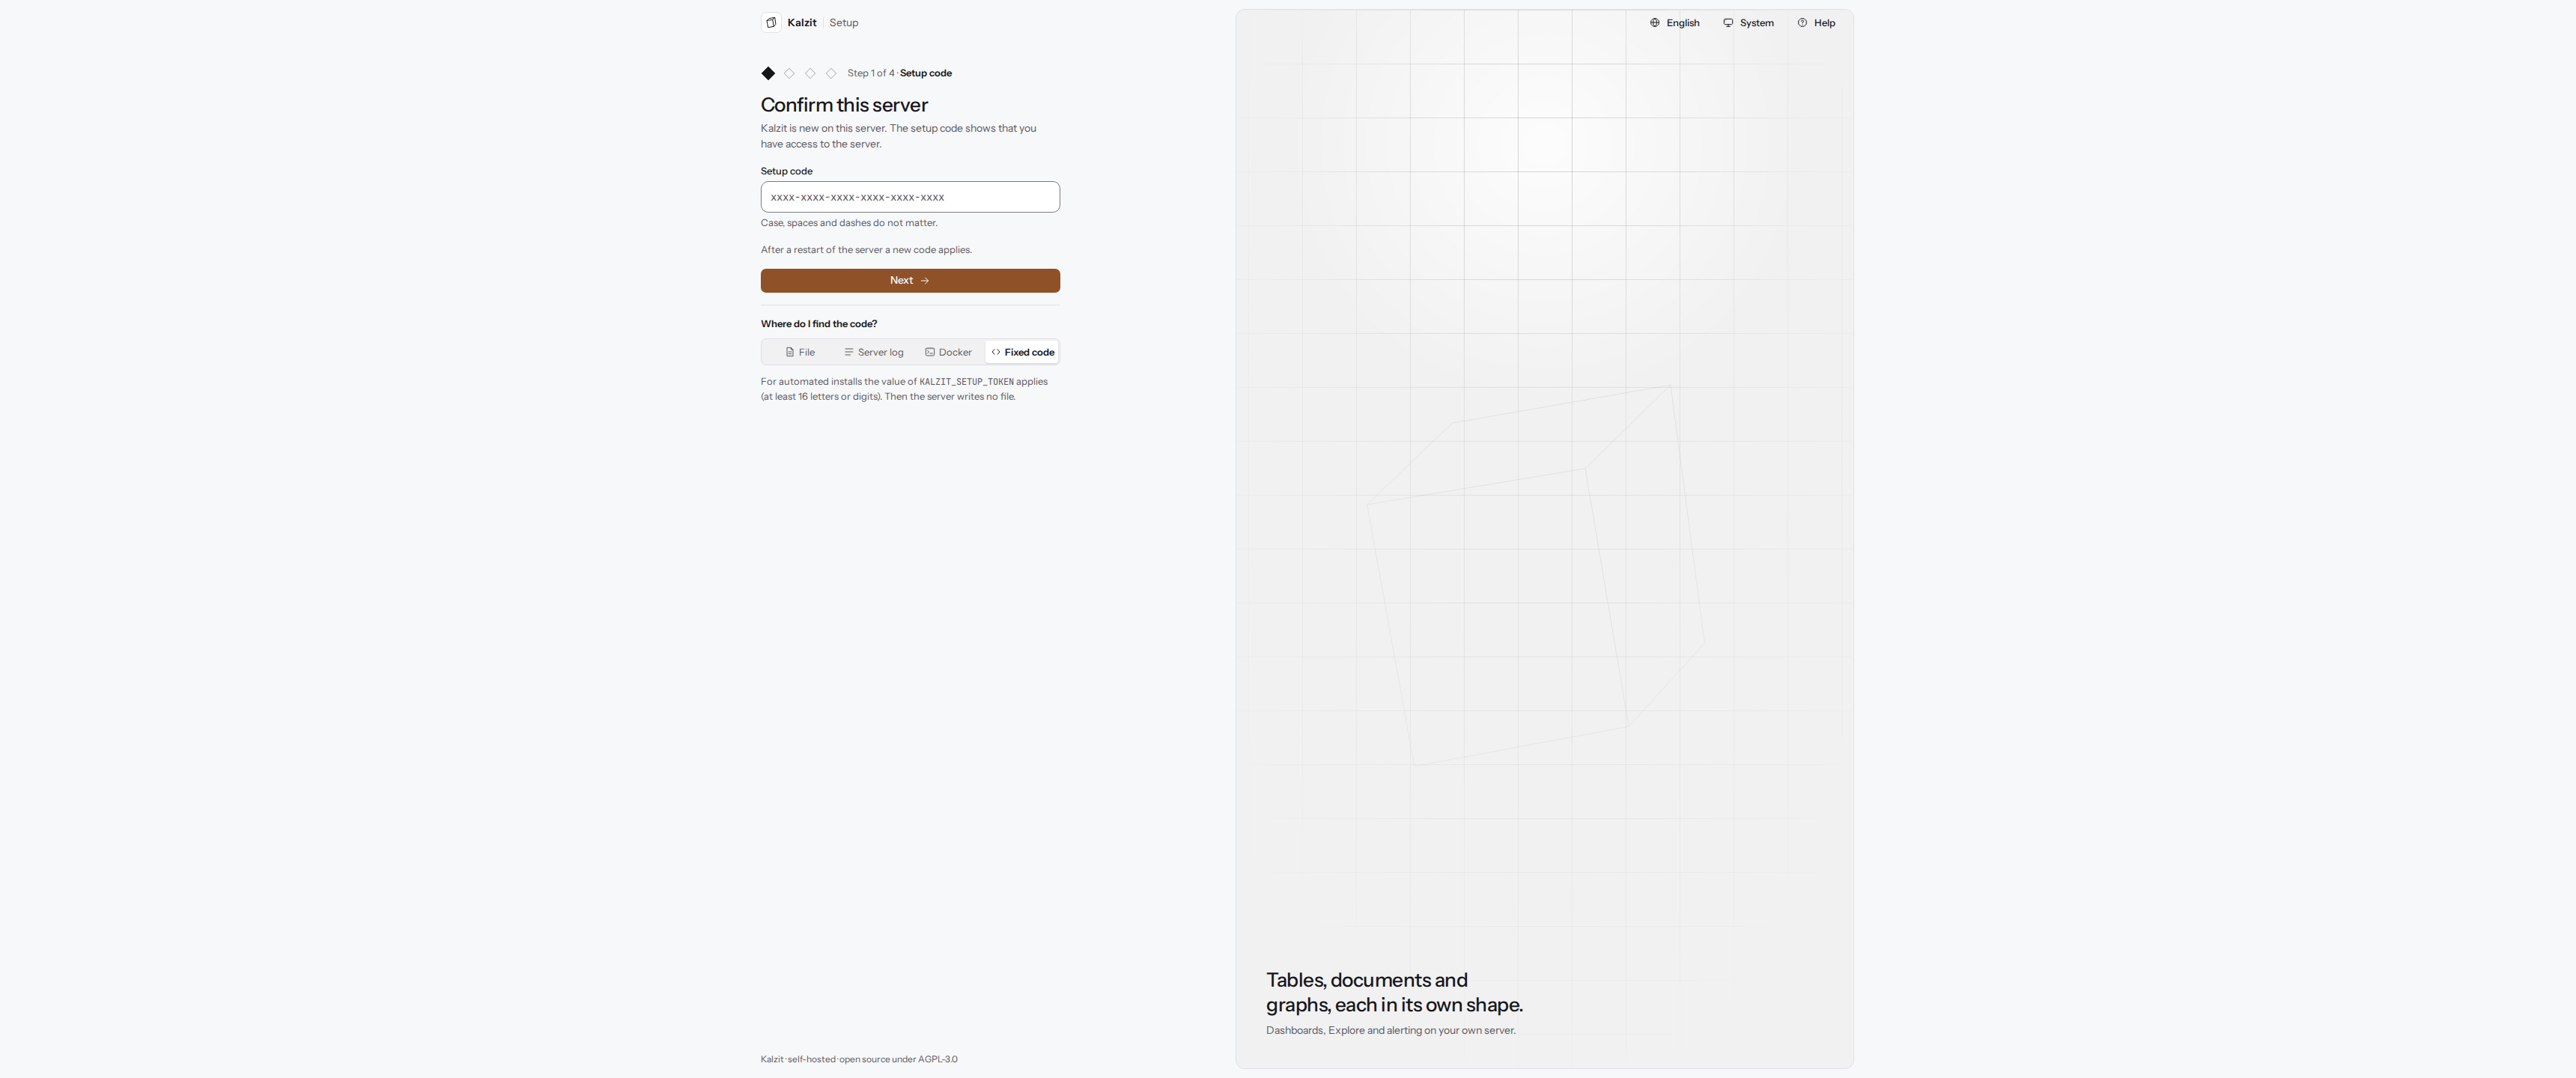 Kalzit | Setup
English
System
Help
Step 1 of 4 · Setup code
Confirm this server
Kalzit is new on this server. The setup code shows that you
have access to the server.
Setup code
xxxx-xxxx-xxxx-xxxx-xxxx-xxxx
Case, spaces and dashes do not matter.
After a restart of the server a new code applies.
Next →
Where do I find the code?
File
Server log
Docker
Fixed code
For automated installs the value of KALZIT_SETUP_TOKEN applies
(at least 16 letters or digits). Then the server writes no file.
Tables, documents and
graphs, each in its own shape.
Dashboards, Explore and alerting on your own server.
Kalzit · self-hosted · open source under AGPL-3.0